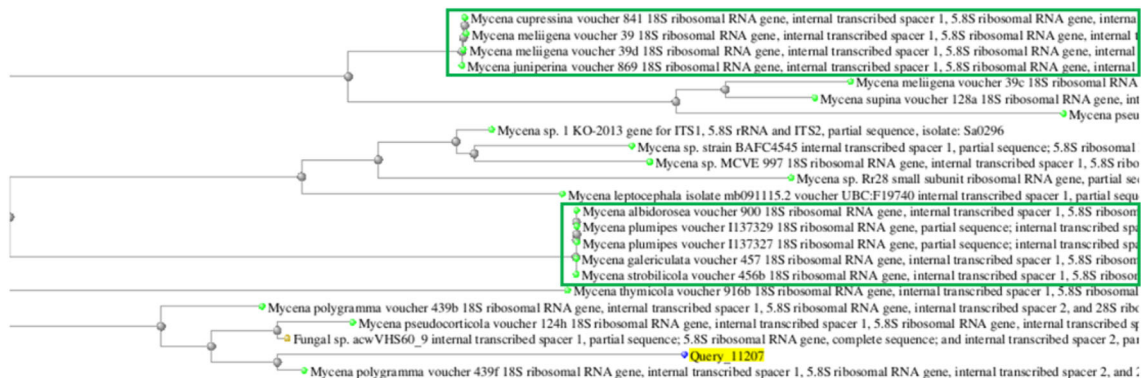 Mycena cupressina voucher 841 18S ribosomal RNA gene, internal transcribed spacer 1, 5.8S ribosomal RNA gene, interna
Mycena meliigena voucher 39 18S ribosomal RNA gene, internal transcribed spacer 1, 5.8S ribosomal RNA gene, internal
Mycena meliigena voucher 39d 18S ribosomal RNA gene, internal transcribed spacer 1, 5.8S ribosomal RNA gene, internal
Mycena juniperina voucher 869 18S ribosomal RNA gene, internal transcribed spacer 1, 5.8S ribosomal RNA gene, internal
Mycena meliigena voucher 39c 18S ribosomal RNA
Mycena supina voucher 128a 18S ribosomal RNA gene, int
Mycena pseu
Mycena sp. 1 KO-2013 gene for ITS1, 5.8S rRNA and ITS2, partial sequence, isolate: Sa0296
Mycena sp. strain BAFC4545 internal transcribed spacer 1, partial sequence; 5.8S ribosomal
Mycena sp. MCVE 997 18S ribosomal RNA gene, internal transcribed spacer 1, 5.8S ribo
Mycena sp. Rr28 small subunit ribosomal RNA gene, partial se
Mycena leptocephala isolate mb091115.2 voucher UBC:F19740 internal transcribed spacer 1, partial sequ
Mycena albidorosea voucher 900 18S ribosomal RNA gene, internal transcribed spacer 1, 5.8S ribosom
Mycena plumipes voucher I137329 18S ribosomal RNA gene, partial sequence; internal transcribed spa
Mycena plumipes voucher I137327 18S ribosomal RNA gene, partial sequence; internal transcribed spa
Mycena galericulata voucher 457 18S ribosomal RNA gene, internal transcribed spacer 1, 5.8S ribosom
Mycena strobilicola voucher 456b 18S ribosomal RNA gene, internal transcribed spacer 1, 5.8S ribosor
Mycena thymicola voucher 916b 18S ribosomal RNA gene, internal transcribed spacer 1, 5.8S ribosomal
Mycena polygramma voucher 439b 18S ribosomal RNA gene, internal transcribed spacer 1, 5.8S ribosomal RNA gene, internal transcribed spacer 2, and 28S ribo
Mycena pseudocorticola voucher 124h 18S ribosomal RNA gene, internal transcribed spacer 1, 5.8S ribosomal RNA gene, internal transcribed sp
Fungal sp. acwVHS60_9 internal transcribed spacer 1, partial sequence; 5.8S ribosomal RNA gene, complete sequence; and internal transcribed spacer 2, par
Query_11207
Mycena polygramma voucher 439f 18S ribosomal RNA gene, internal transcribed spacer 1, 5.8S ribosomal RNA gene, internal transcribed spacer 2, and